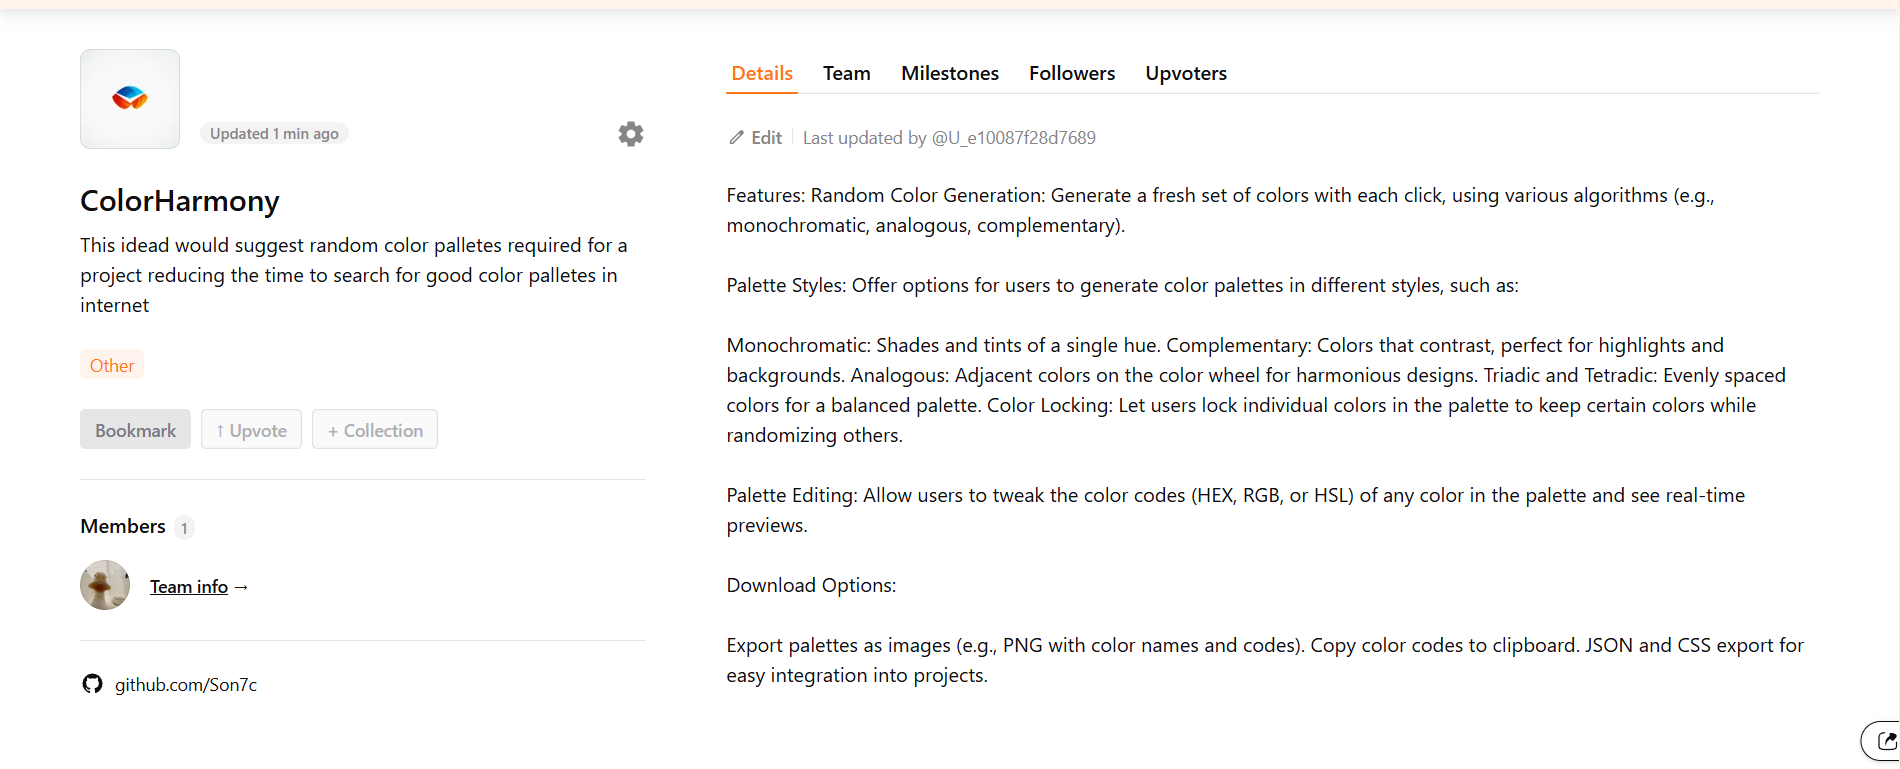 Updated 1 min ago
ColorHarmony
This idead would suggest random color palletes required for a
project reducing the time to search for good color palletes in
internet
Other
Bookmark
↑ Upvote
+ Collection
Members 1
Team info →
github.com/Son7c
Details
Team
Milestones
Followers
Upvoters
Edit
Last updated by @U_e10087f28d7689
Features: Random Color Generation: Generate a fresh set of colors with each click, using various algorithms (e.g.,
monochromatic, analogous, complementary).
Palette Styles: Offer options for users to generate color palettes in different styles, such as:
Monochromatic: Shades and tints of a single hue. Complementary: Colors that contrast, perfect for highlights and
backgrounds. Analogous: Adjacent colors on the color wheel for harmonious designs. Triadic and Tetradic: Evenly spaced
colors for a balanced palette. Color Locking: Let users lock individual colors in the palette to keep certain colors while
randomizing others.
Palette Editing: Allow users to tweak the color codes (HEX, RGB, or HSL) of any color in the palette and see real-time
previews.
Download Options:
Export palettes as images (e.g., PNG with color names and codes). Copy color codes to clipboard. JSON and CSS export for
easy integration into projects.